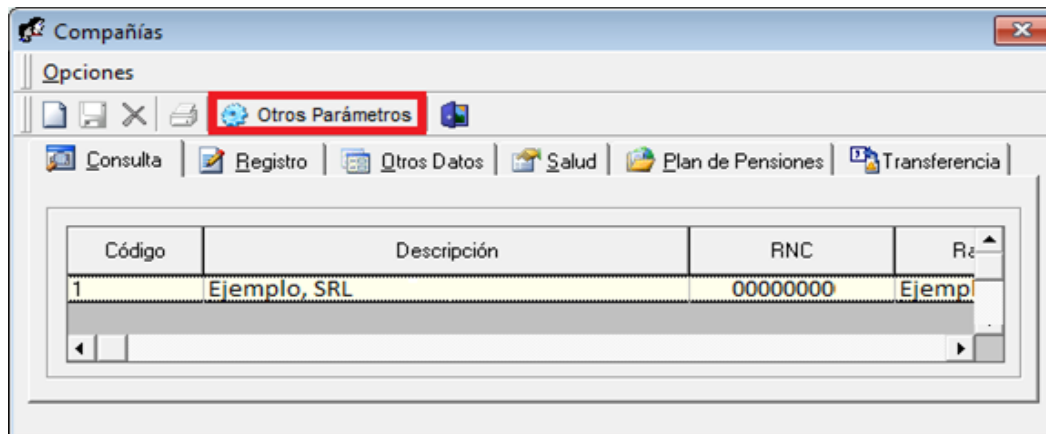 Compañías
Opciones
Otros Parámetros
Consulta Registro Otros Datos Salud Plan de Pensiones Transferencia
Código Descripción RNC
1 Ejemplo, SRL 00000000